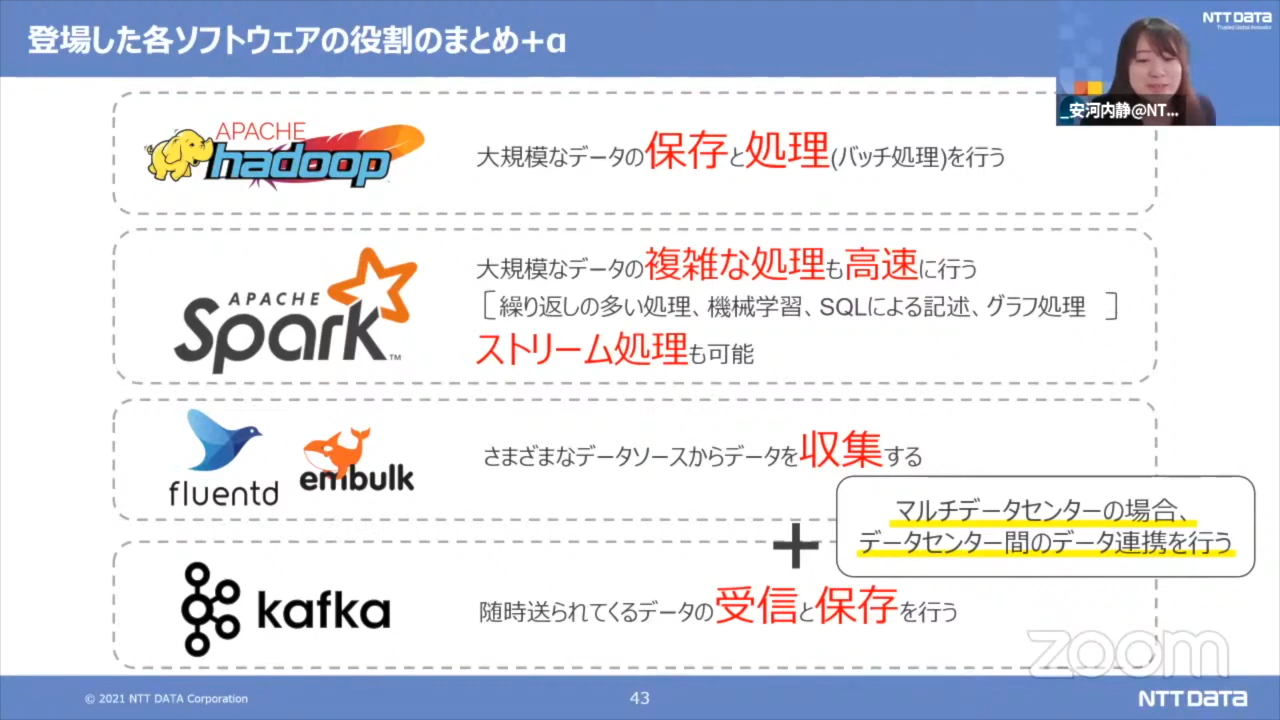 登場した各ソフトウェアの役割のまとめ+α
NTT DATA
Trusted Global Innovator
_安河内静@NT...
APACHE
hadoop
大規模なデータの保存と処理(バッチ処理)を行う
APACHE
Spark™
大規模なデータの複雑な処理も高速に行う
[繰り返しの多い処理、機械学習、SQLによる記述、グラフ処理 ]
ストリーム処理も可能
fluentd
embulk
さまざまなデータソースからデータを収集する
+
マルチデータセンターの場合、
データセンター間のデータ連携を行う
kafka
随時送られてくるデータの受信と保存を行う
zoom
© 2021 NTT DATA Corporation
43
NTT DATA